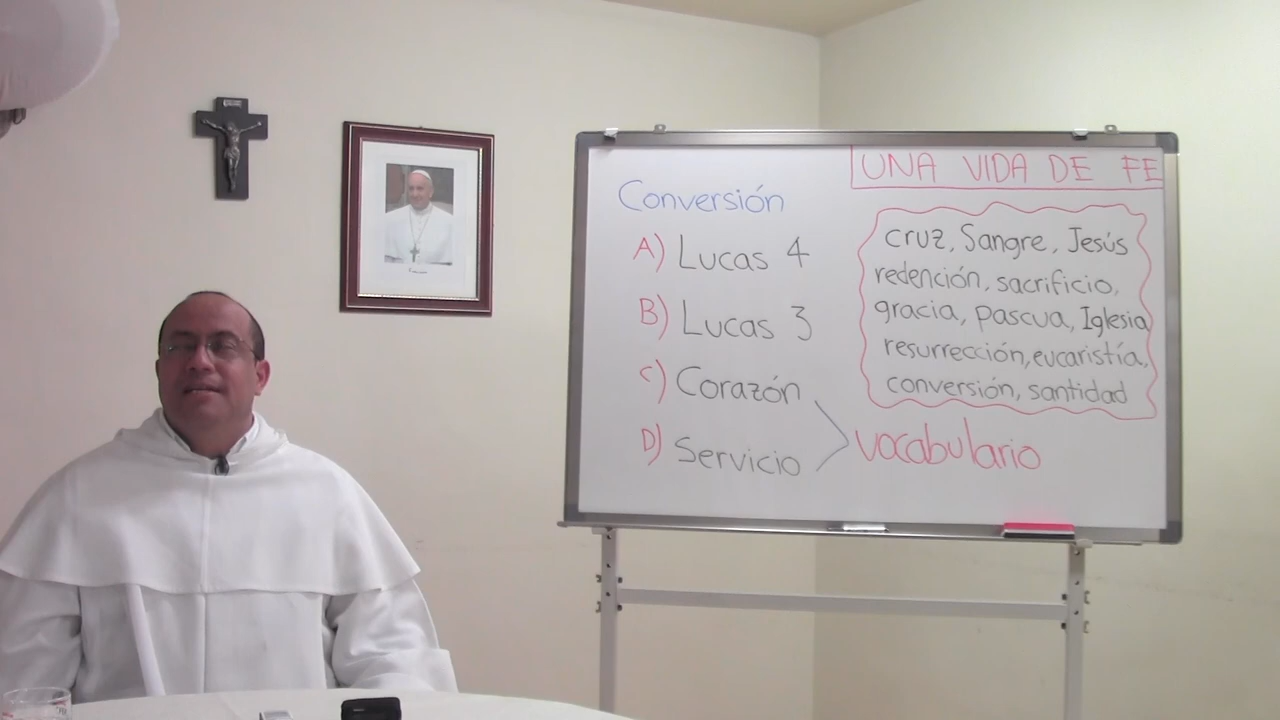 UNA VIDA DE FE
Conversión
A) Lucas 4
B) Lucas 3
C) Corazón
D) Servicio
cruz, Sangre, Jesús
redención, sacrificio,
gracia, pascua, Iglesia
resurrección, eucaristía,
conversión, santidad
vocabulario